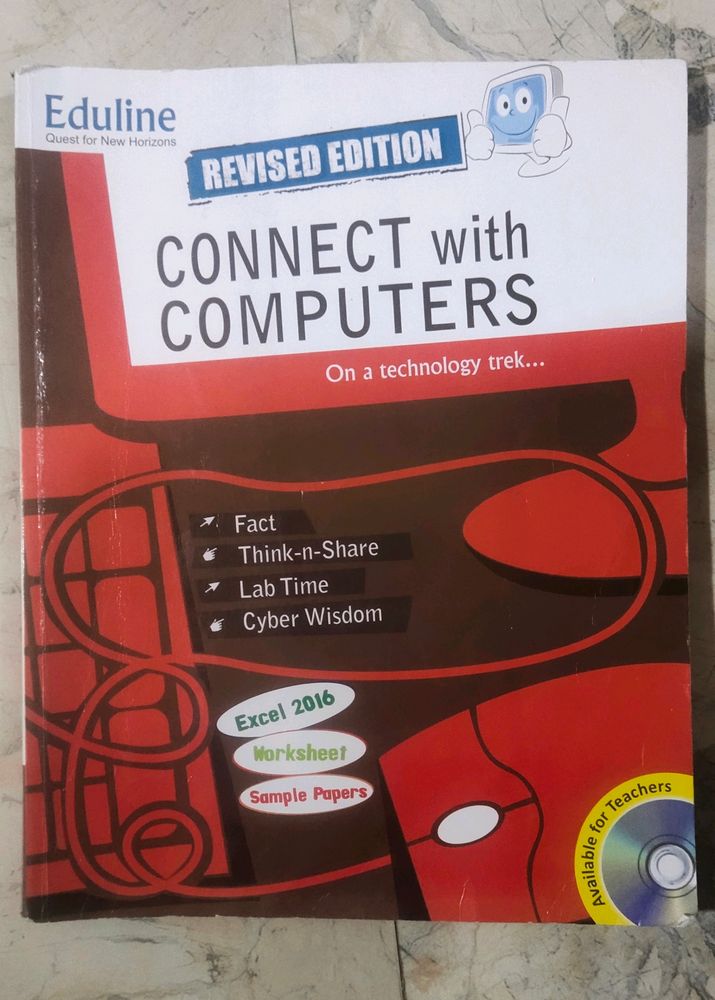 Eduline
Quest for New Horizons
REVISED EDITION
CONNECT with
COMPUTERS
On a technology trek...
Fact
Think-n-Share
Lab Time
Cyber Wisdom
Excel 2016
Worksheet
Sample Papers
Available for Teachers